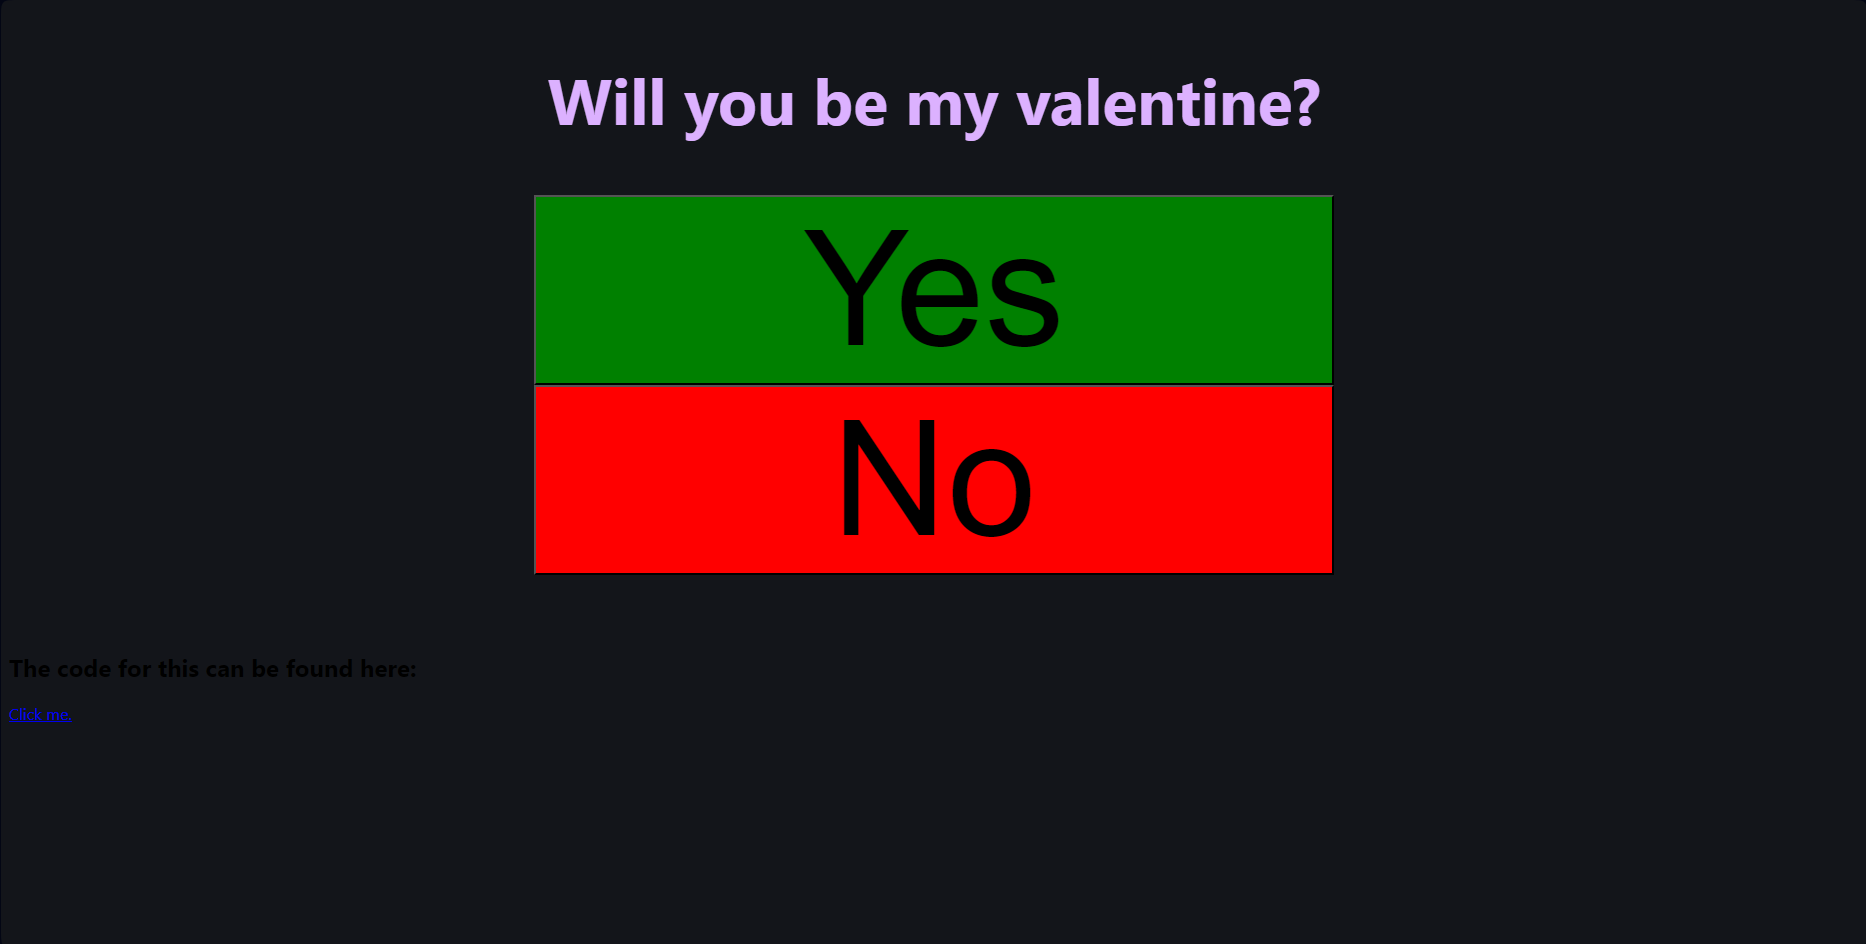 Will you be my valentine?
Yes
No
The code for this can be found here:
Click me.